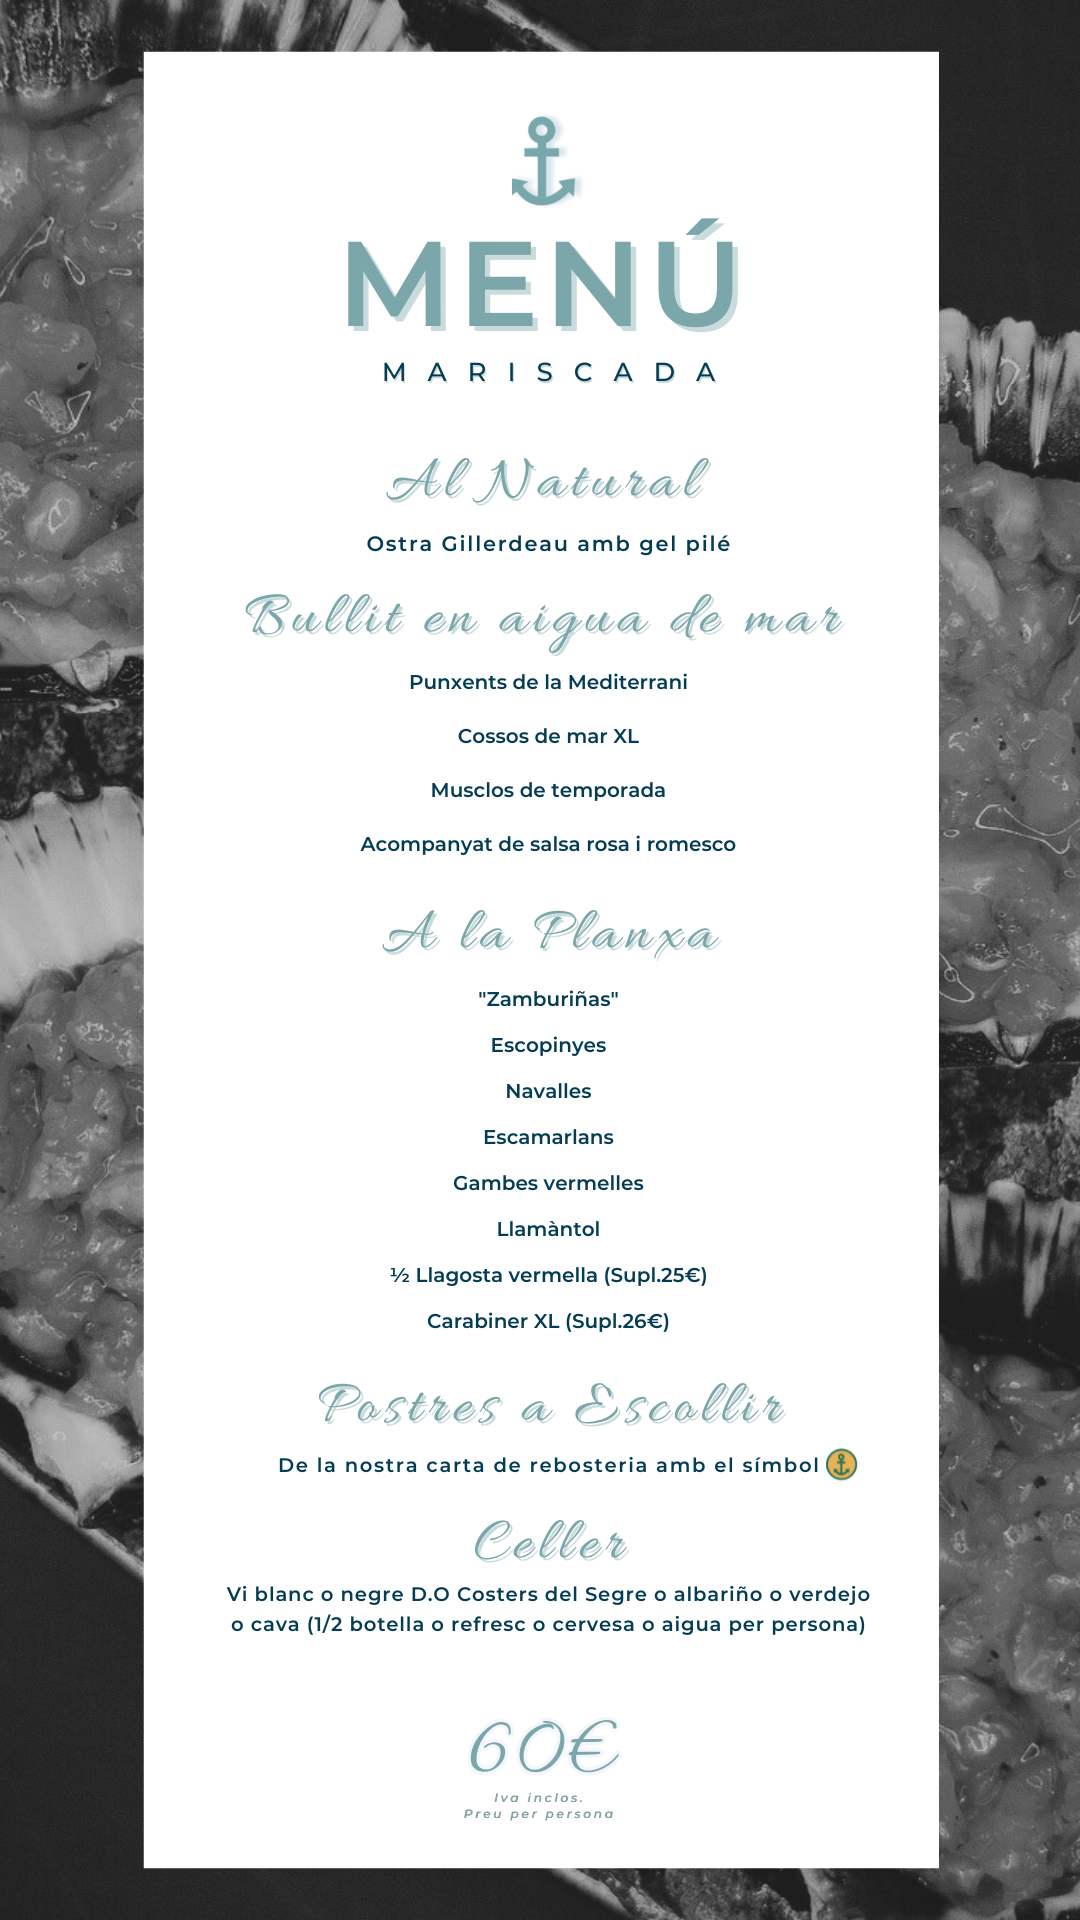 MENÚ
MARISCADA
Al Natural
Ostra Gillerdeau amb gel pilé
Bullit en aigua de mar
Punxents de la Mediterrani
Cossos de mar XL
Musclos de temporada
Acompanyat de salsa rosa i romesco
A la Planxa
"Zamburiñas"
Escopinyes
Navalles
Escamarlans
Gambes vermelles
Llamàntol
½ Llagosta vermella (Supl.25€)
Carabiner XL (Supl.26€)
Postres a Escollir
De la nostra carta de rebosteria amb el símbol
Celler
Vi blanc o negre D.O Costers del Segre o albariño o verdejo
o cava (1/2 botella o refresc o cervesa o aigua per persona)
60€
Iva inclos.
Preu per persona